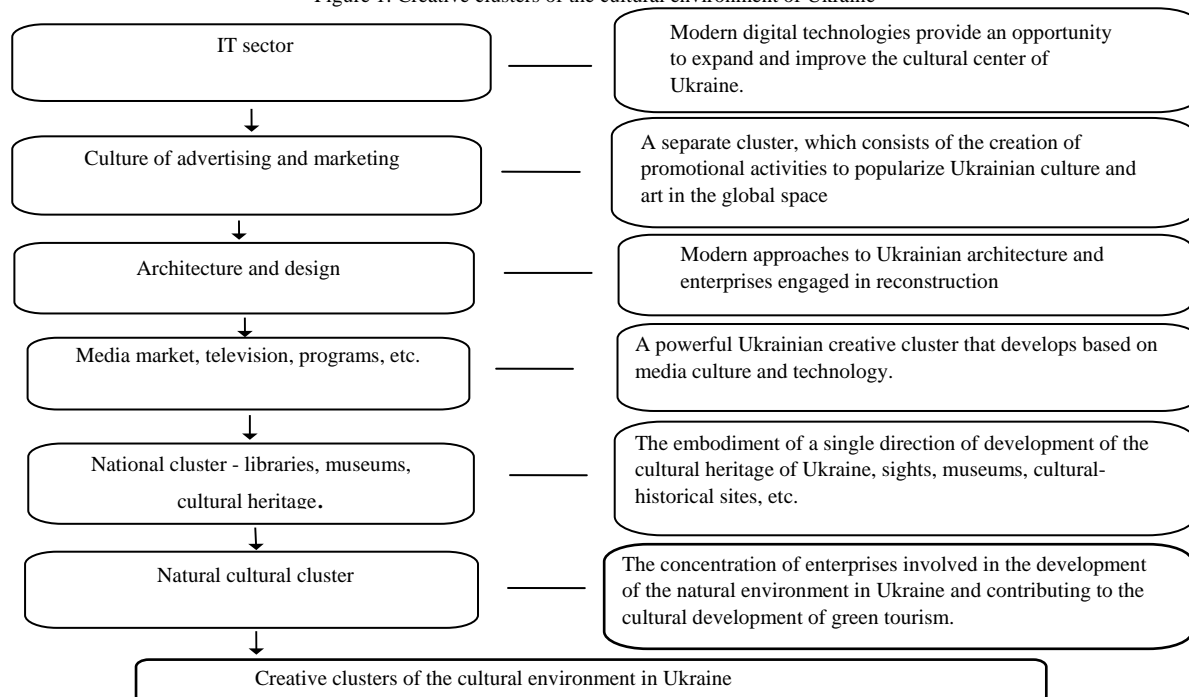 Figure 1. Creative clusters of the cultural environment of Ukraine
IT sector
Modern digital technologies provide an opportunity
to expand and improve the cultural center of
Ukraine.
Culture of advertising and marketing
A separate cluster, which consists of the creation of
promotional activities to popularize Ukrainian culture and
art in the global space
Architecture and design
Modern approaches to Ukrainian architecture and
enterprises engaged in reconstruction
Media market, television, programs, etc.
A powerful Ukrainian creative cluster that develops based on
media culture and technology.
National cluster - libraries, museums,
cultural heritage.
The embodiment of a single direction of development of the
cultural heritage of Ukraine, sights, museums, cultural-
historical sites, etc.
Natural cultural cluster
The concentration of enterprises involved in the development
of the natural environment in Ukraine and contributing to the
cultural development of green tourism.
Creative clusters of the cultural environment in Ukraine